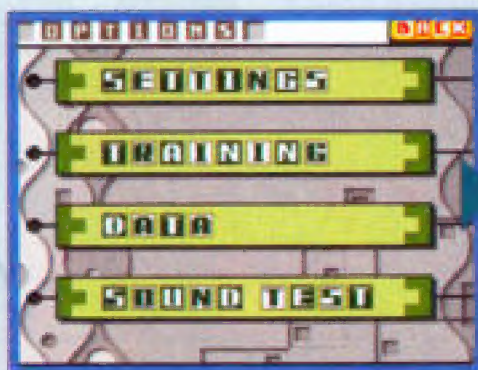 OPTIONS BACK
SETTINGS
TRAINING
DATA
SOUND TEST